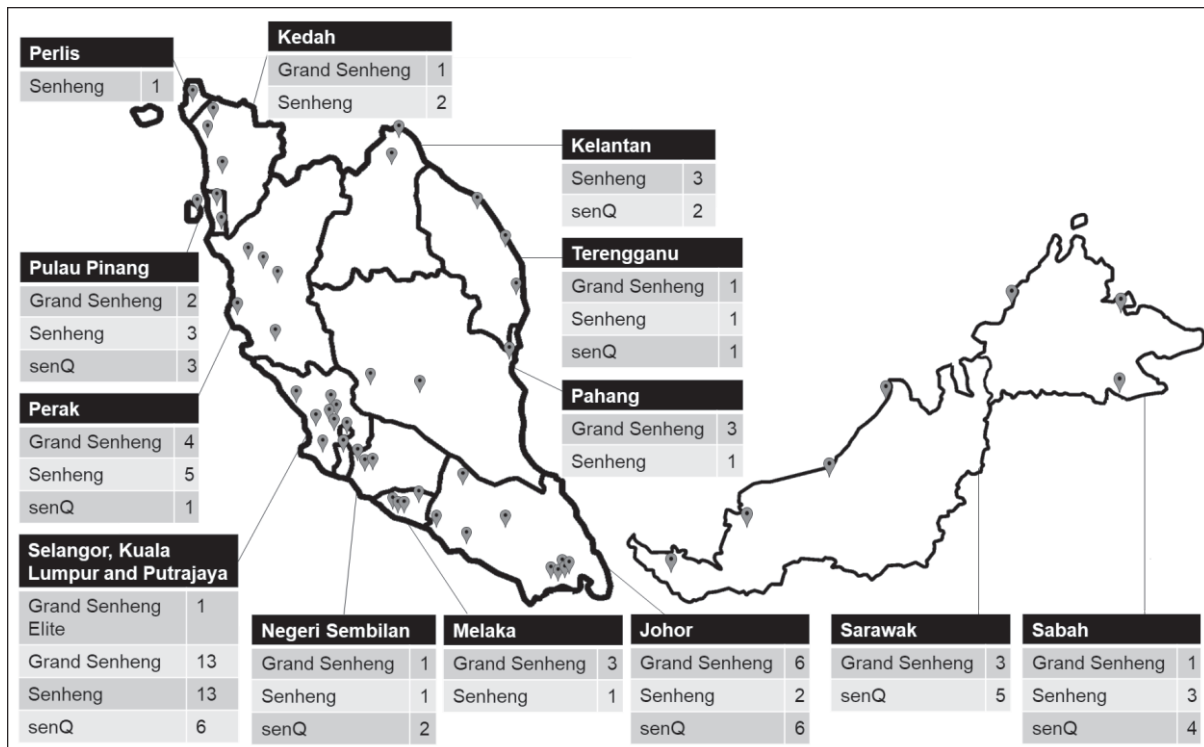 Perlis
Senheng 1
Kedah
Grand Senheng 1
Senheng 2
Kelantan
Senheng 3
senQ 2
Pulau Pinang
Grand Senheng 2
Senheng 3
senQ 3
Terengganu
Grand Senheng 1
Senheng 1
senQ 1
Perak
Grand Senheng 4
Senheng 5
senQ 1
Pahang
Grand Senheng 3
Senheng 1
Selangor, Kuala
Lumpur and Putrajaya
Grand Senheng 1
Elite
Grand Senheng 13
Senheng 13
senQ 6
Negeri Sembilan
Grand Senheng 1
Senheng 1
senQ 2
Melaka
Grand Senheng 3
Senheng 1
Johor
Grand Senheng 6
Senheng 2
senQ 6
Sarawak
Grand Senheng 3
senQ 5
Sabah
Grand Senheng 1
Senheng 3
senQ 4